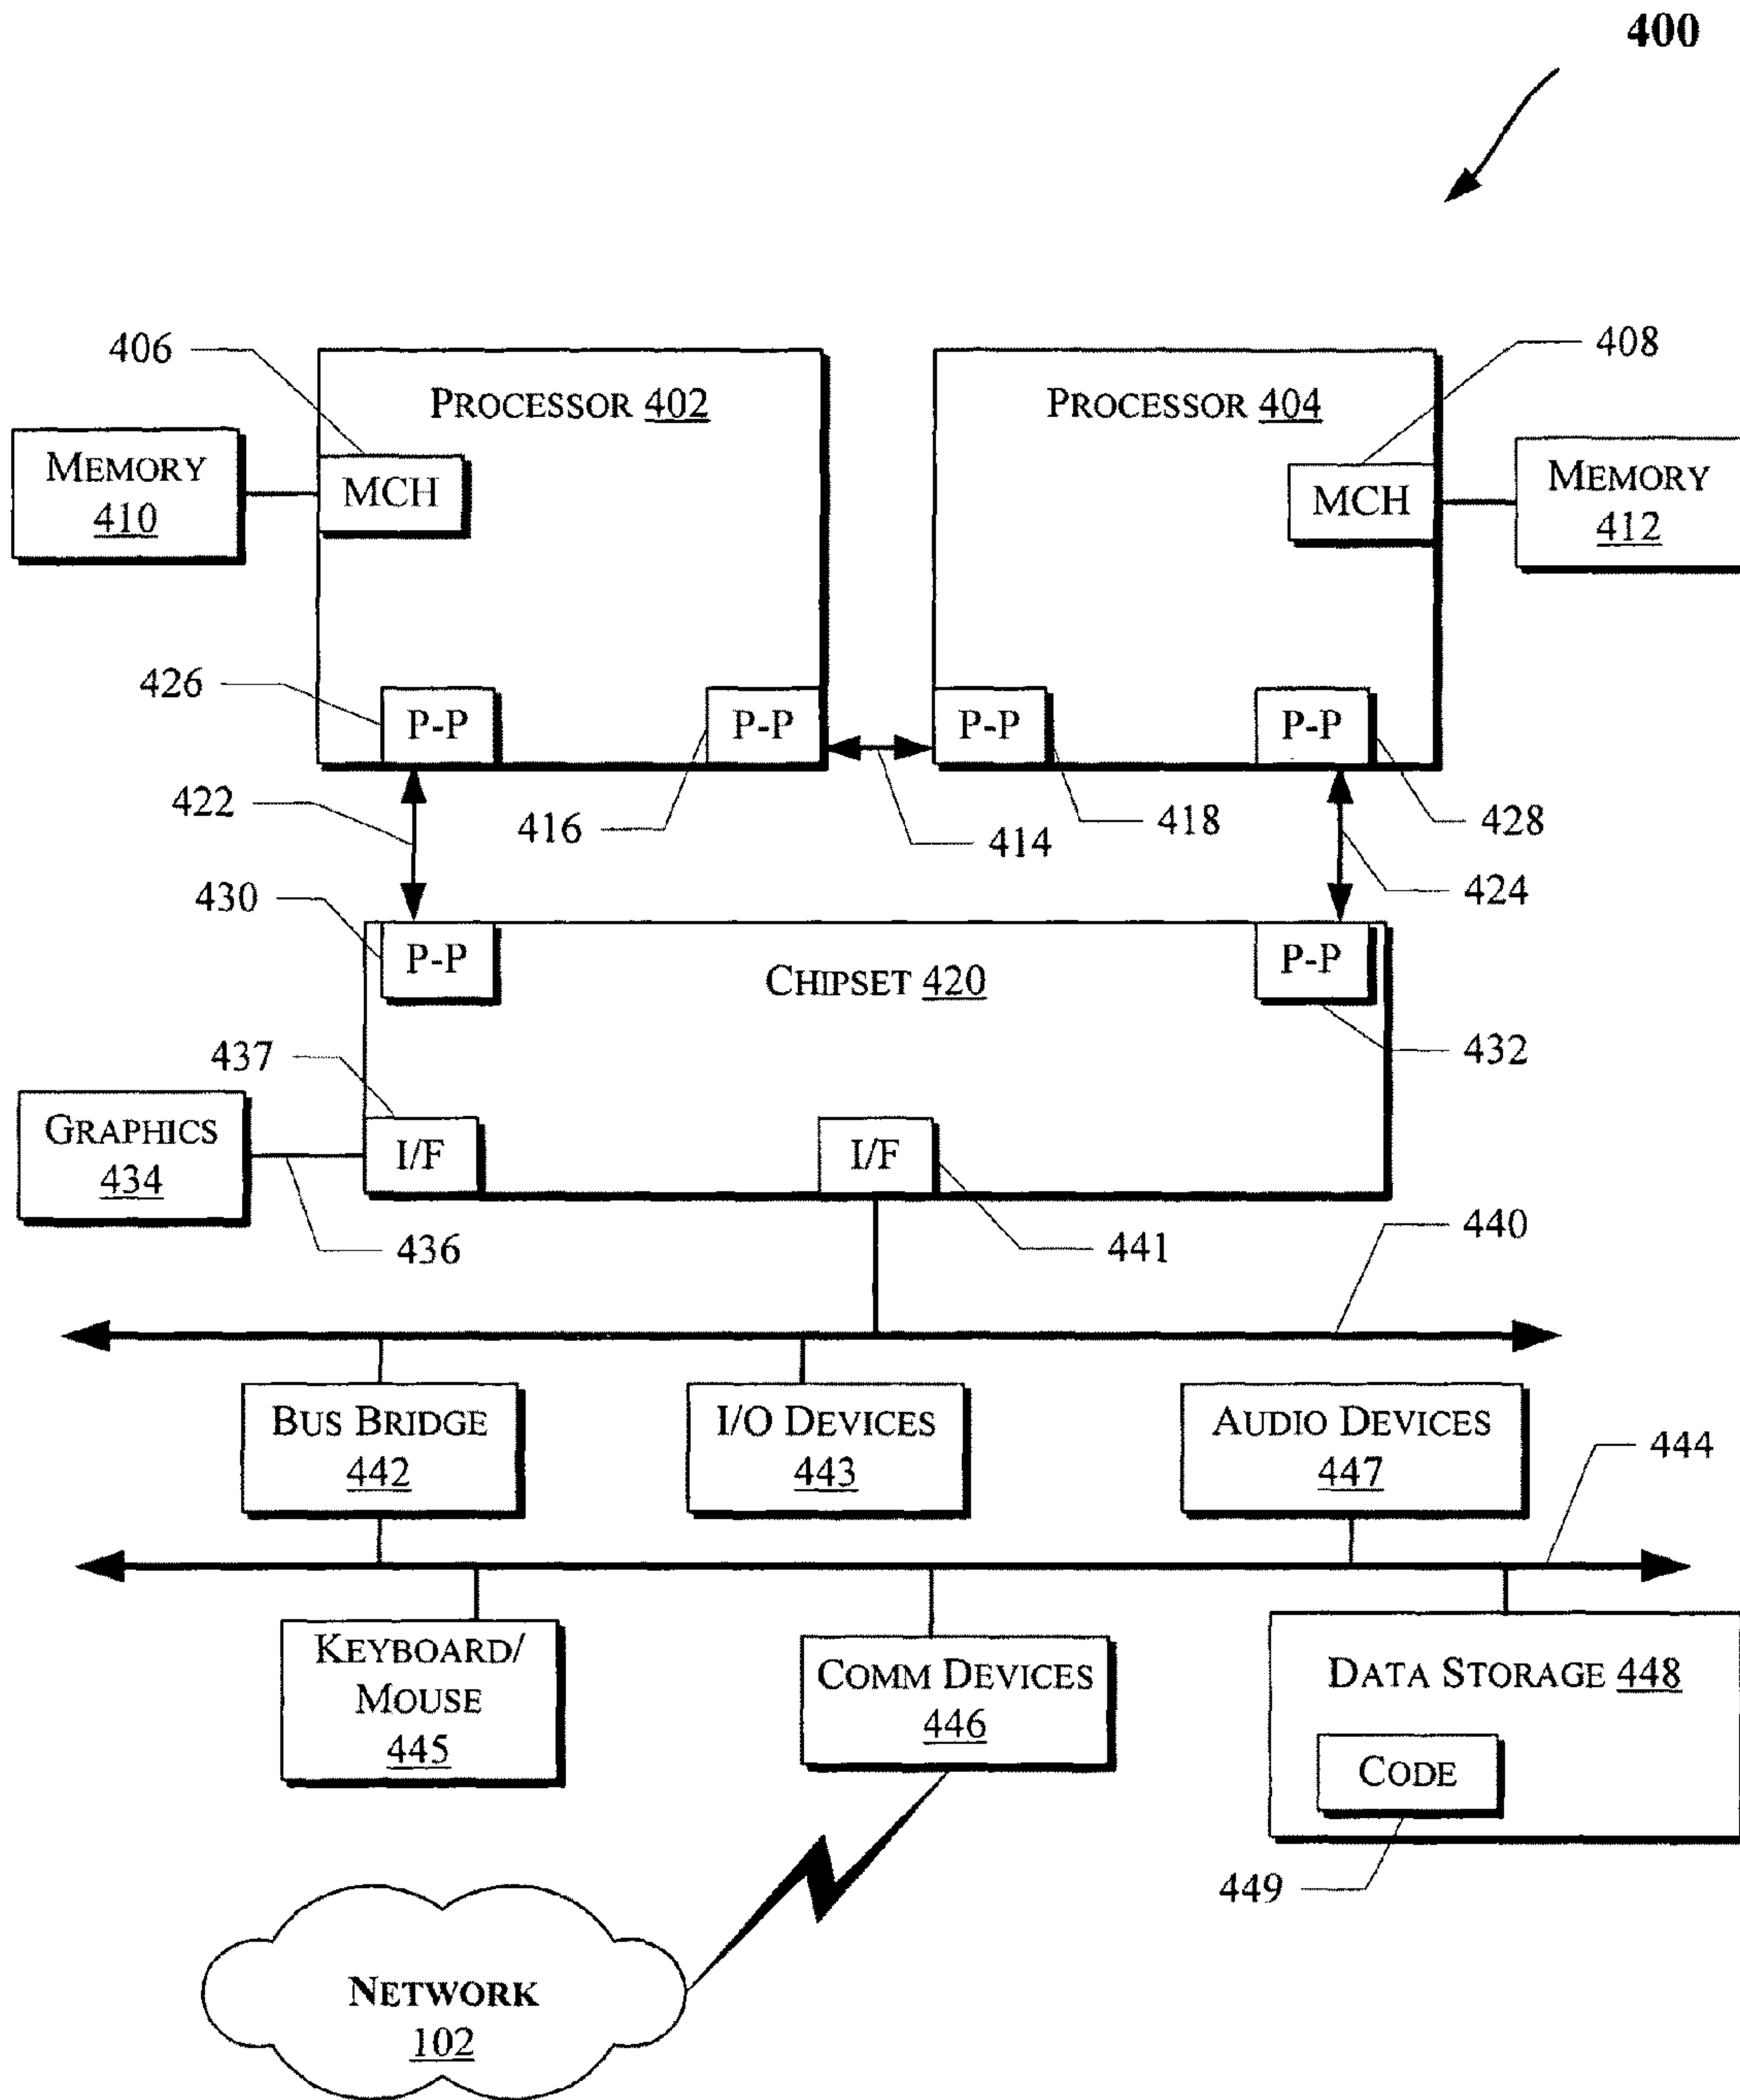 400
406
408
PROCESSOR 402
PROCESSOR 404
MEMORY
410
MCH
MCH
MEMORY
412
426
P-P
P-P
P-P
P-P
422
416
414
418
428
424
430
P-P
CHIPSET 420
P-P
432
437
GRAPHICS
434
I/F
I/F
436
441
440
BUS BRIDGE
442
I/O DEVICES
443
AUDIO DEVICES
447
444
KEYBOARD/
MOUSE
445
COMM DEVICES
446
DATA STORAGE 448
CODE
449
NETWORK
102